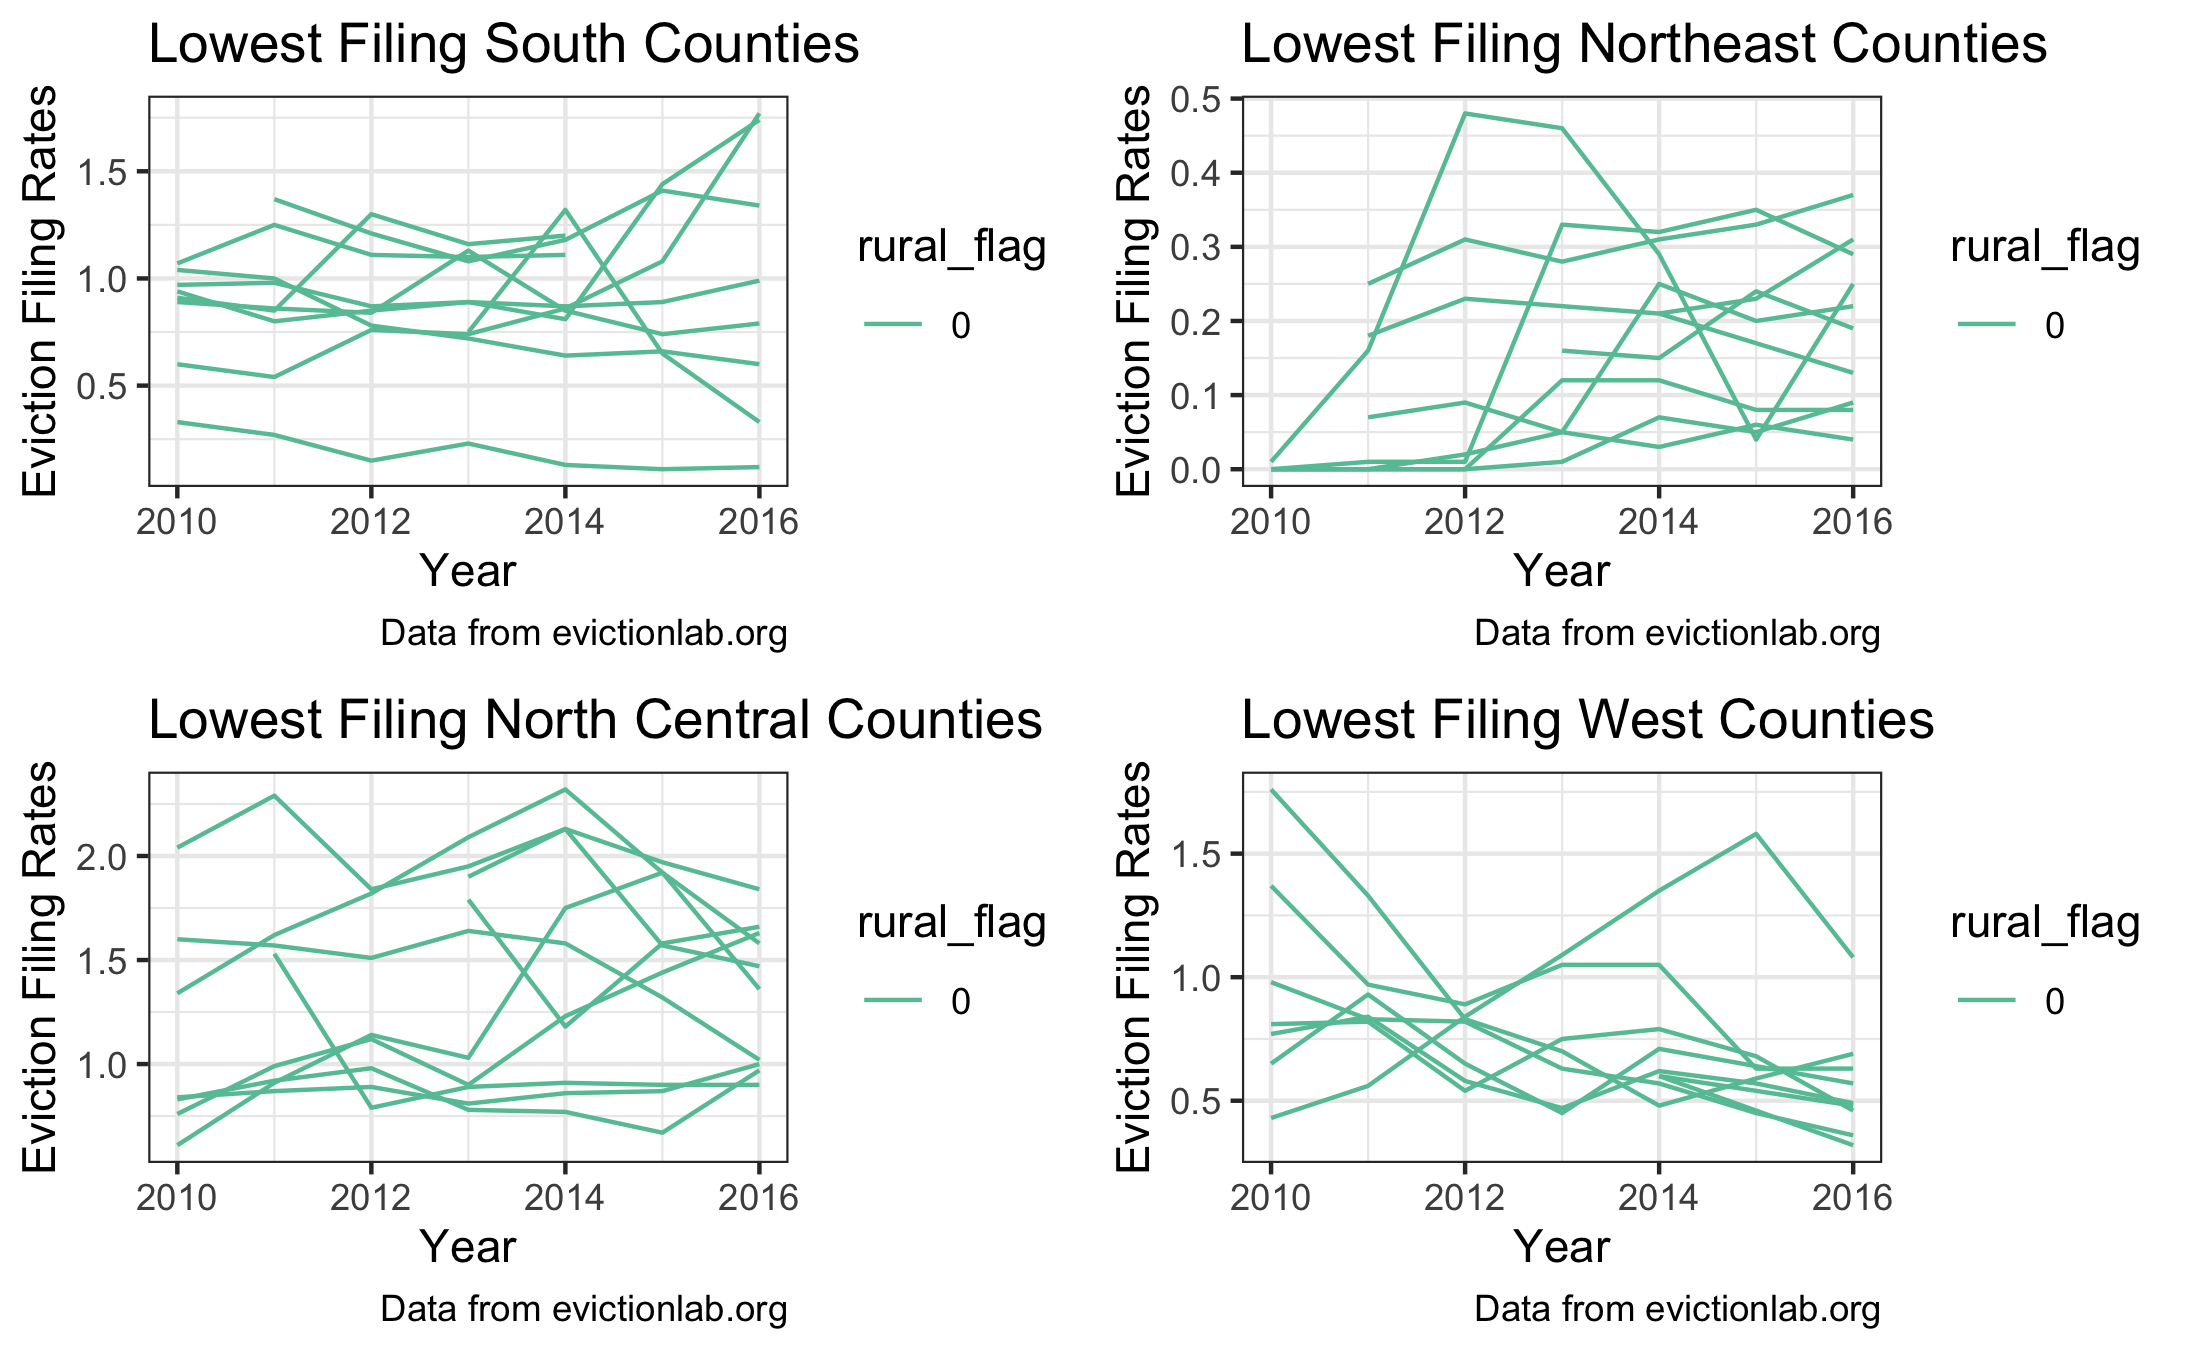 Lowest Filing South Counties
Eviction Filing Rates
1.5
1.0
0.5
2010 2012 2014 2016
Year
Data from evictionlab.org
rural_flag
0
Lowest Filing Northeast Counties
Eviction Filing Rates
0.5
0.4
0.3
0.2
0.1
0.0
2010 2012 2014 2016
Year
Data from evictionlab.org
rural_flag
0
Lowest Filing North Central Counties
Eviction Filing Rates
2.0
1.5
1.0
2010 2012 2014 2016
Year
Data from evictionlab.org
rural_flag
0
Lowest Filing West Counties
Eviction Filing Rates
1.5
1.0
0.5
2010 2012 2014 2016
Year
Data from evictionlab.org
rural_flag
0